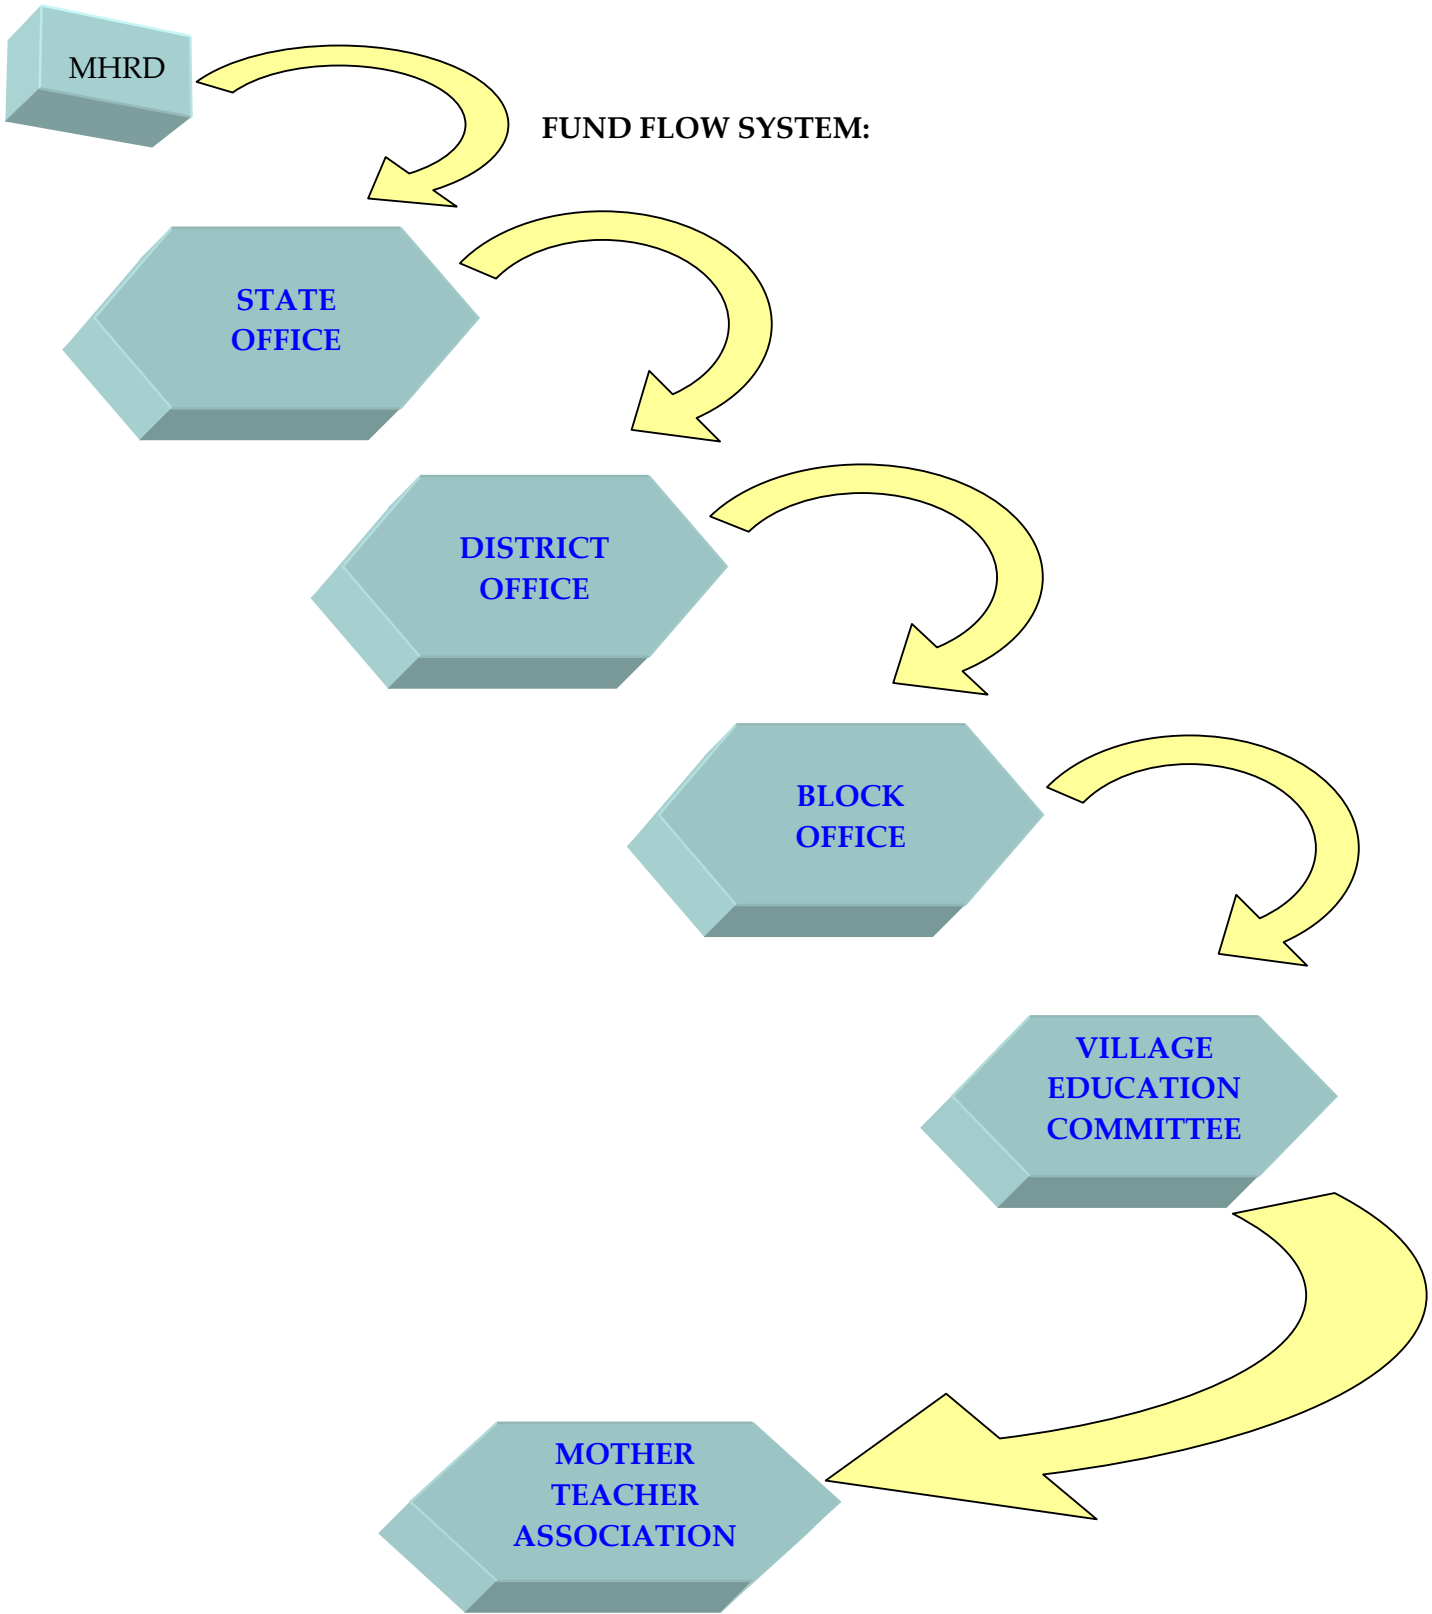 MHRD
FUND FLOW SYSTEM:
STATE
OFFICE
DISTRICT
OFFICE
BLOCK
OFFICE
VILLAGE
EDUCATION
COMMITTEE
MOTHER
TEACHER
ASSOCIATION